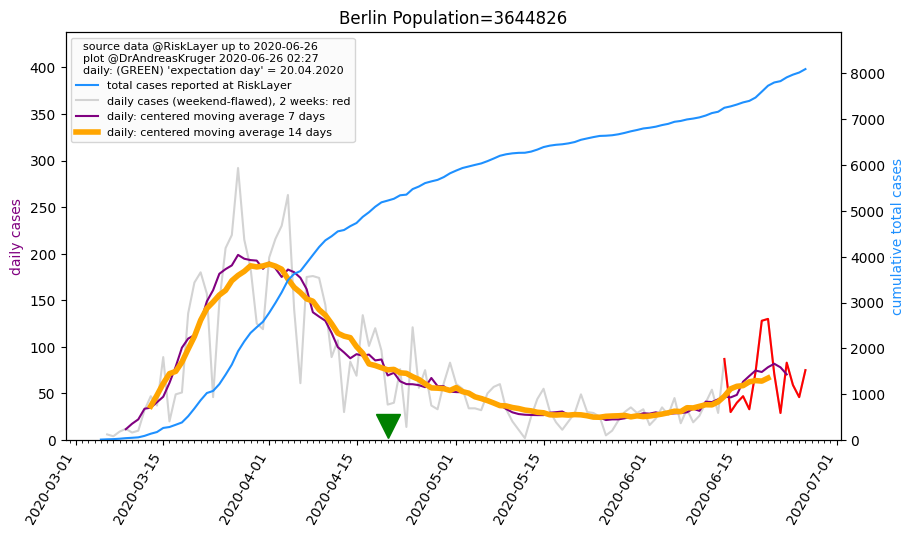 Berlin Population=3644826
source data @RiskLayer up to 2020-06-26
plot @DrAndreasKruger 2020-06-26 02:27
daily: (GREEN) 'expectation day' = 20.04.2020
total cases reported at RiskLayer
daily cases (weekend-flawed), 2 weeks: red
daily: centered moving average 7 days
daily: centered moving average 14 days
daily cases
400
350
300
250
200
150
100
50
0
cumulative total cases
8000
7000
6000
5000
4000
3000
2000
1000
0
2020-03-01
2020-03-15
2020-04-01
2020-04-15
2020-05-01
2020-05-15
2020-06-01
2020-06-15
2020-07-01